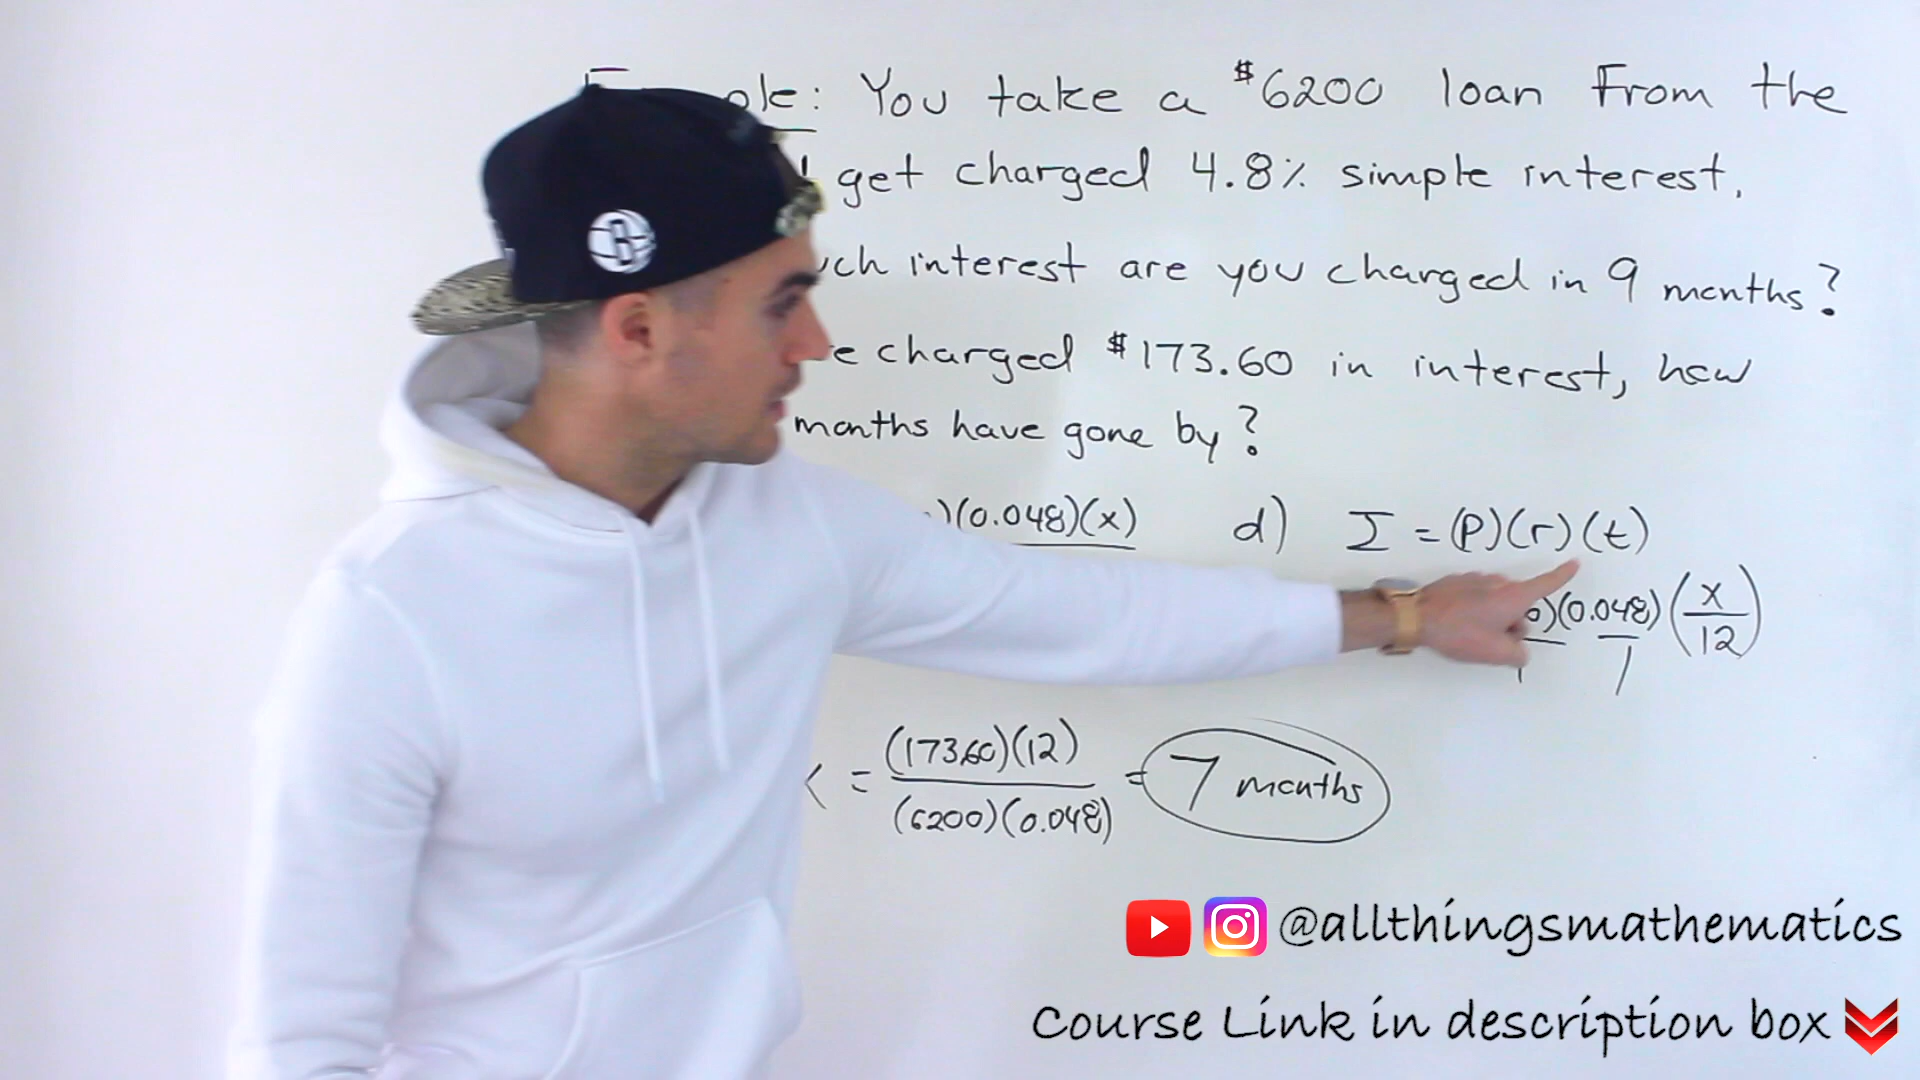 : You take a $6200 loan from the
get charged 4.8% simple interest.
interest are you charged in 9 months?
charged $173.60 in interest, how
months have gone by?
)(0.048)(x)
d) I = (P)(r)(t)
)(0.048)(x/12)
1
= (173.60)(12) / (6200)(0.048) = 7 months
B
@allthingsmathematics
Course Link in description box